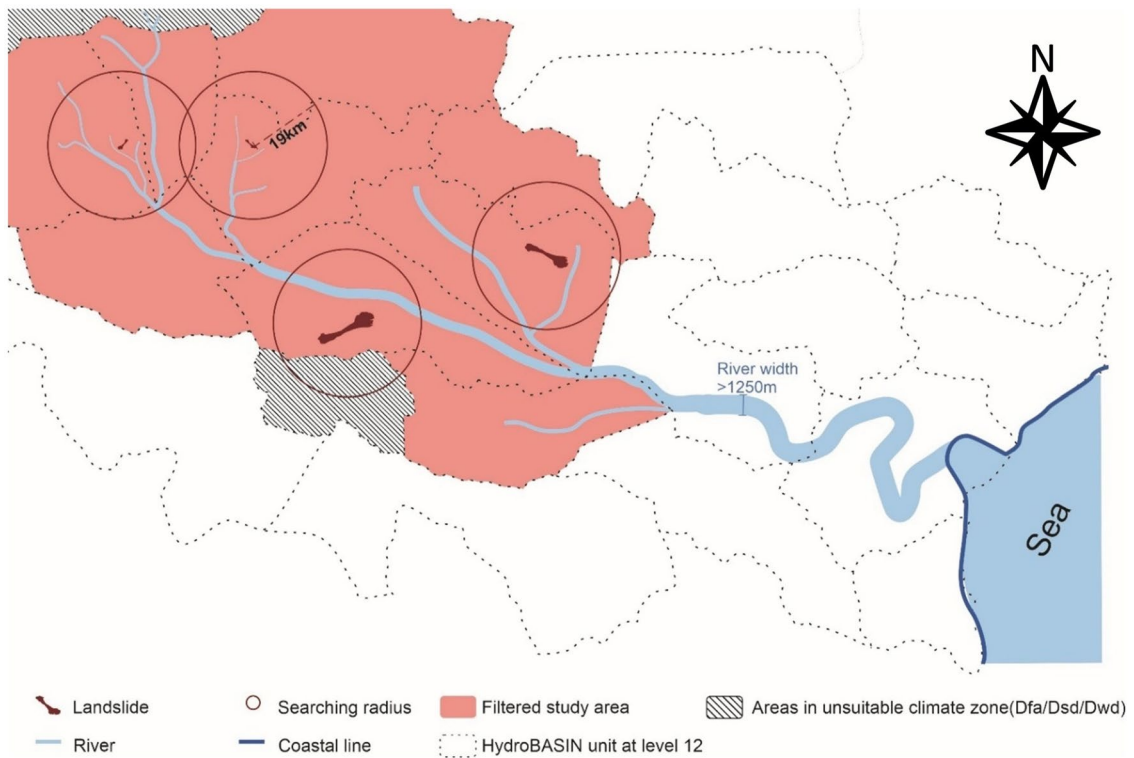 N
19km
River width
>1250m
Sea
Landslide
Searching radius
Filtered study area
Areas in unsuitable climate zone(Dfa/Dsd/Dwd)
River
Coastal line
HydroBASIN unit at level 12